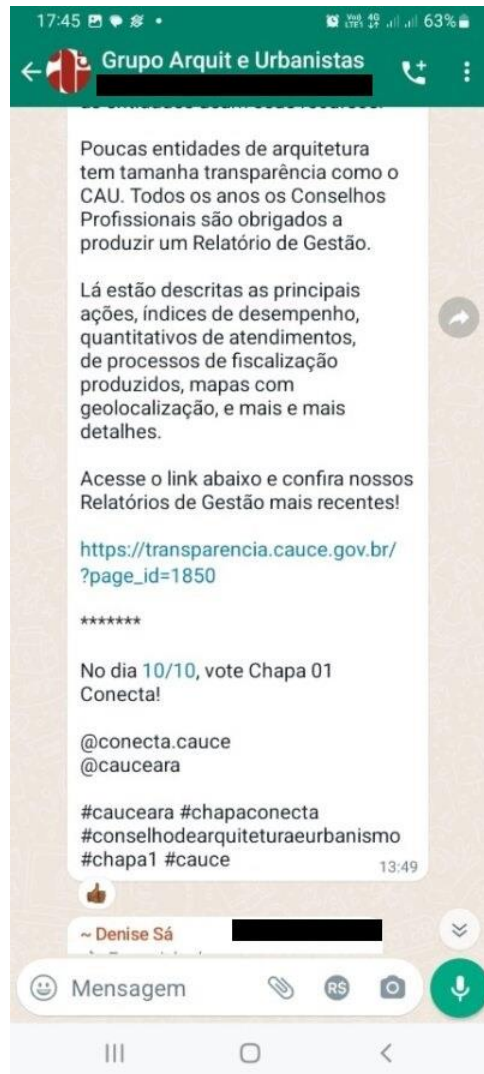 17:45
63%
Grupo Arquit e Urbanistas
Poucas entidades de arquitetura
tem tamanha transparência como o
CAU. Todos os anos os Conselhos
Profissionais são obrigados a
produzir um Relatório de Gestão.
Lá estão descritas as principais
ações, índices de desempenho,
quantitativos de atendimentos,
de processos de fiscalização
produzidos, mapas com
geolocalização, e mais e mais
detalhes.
Acesse o link abaixo e confira nossos
Relatórios de Gestão mais recentes!
https://transparencia.cauce.gov.br/
?page_id=1850
*******
No dia 10/10, vote Chapa 01
Conecta!
@conecta.cauce
@cauceara
#cauceara #chapaconecta
#conselhodearquiteturaeurbanismo
#chapa1 #cauce
13:49
~ Denise Sá
Mensagem
R$